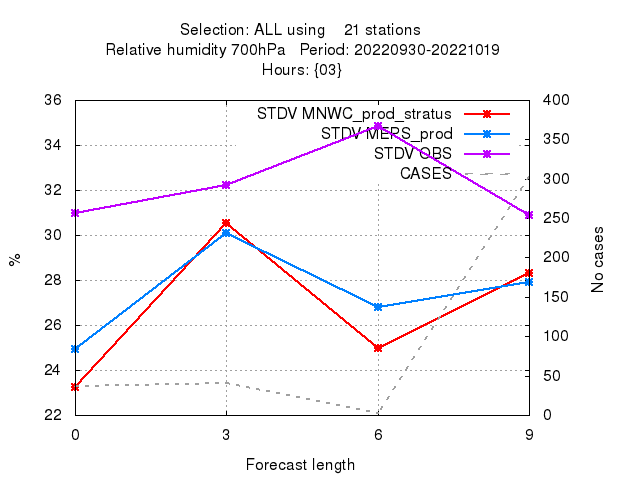 Selection: ALL using 21 stations
Relative humidity 700hPa Period: 20220930-20221019
Hours: {03}
36
34
32
30
28
26
24
22
%
400
350
300
250
200
150
100
50
0
No cases
STDV MNWC_prod_stratus
STDV MEPS_prod
STDV OBS
CASES
0 3 6 9
Forecast length